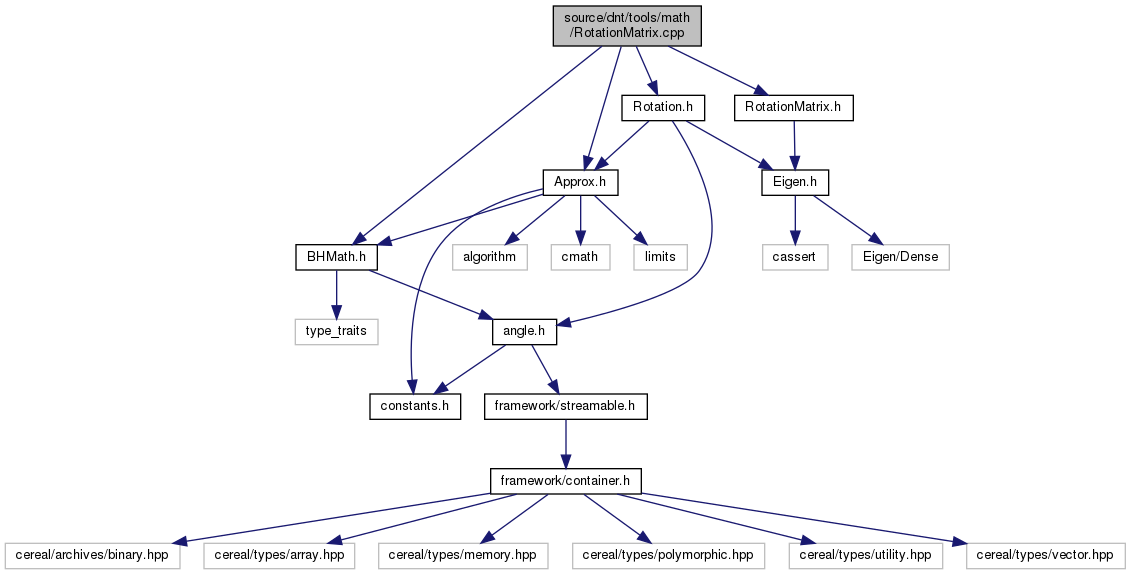 source/dnt/tools/math
/RotationMatrix.cpp
Rotation.h
RotationMatrix.h
Approx.h
Eigen.h
BHMath.h
algorithm
cmath
limits
cassert
Eigen/Dense
type_traits
angle.h
constants.h
framework/streamable.h
framework/container.h
cereal/archives/binary.hpp
cereal/types/array.hpp
cereal/types/memory.hpp
cereal/types/polymorphic.hpp
cereal/types/utility.hpp
cereal/types/vector.hpp